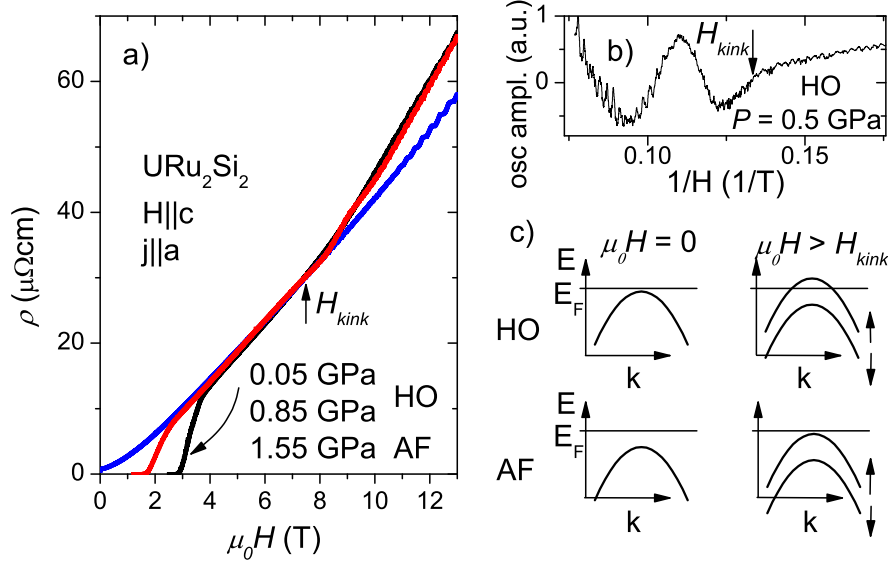 a)
URu2Si2
H||c
j||a
Hkink
0.05 GPa
0.85 GPa
1.55 GPa
HO
AF
ρ (μΩcm)
0
20
40
60
0 2 4 6 8 10 12
μ0H (T)
b)
Hkink
HO
P = 0.5 GPa
osc ampl. (a.u.)
1
0
0.10 0.15
1/H (1/T)
c)
μ0H = 0
μ0H > Hkink
HO
E
EF
k
E
k
AF
E
EF
k
E
k